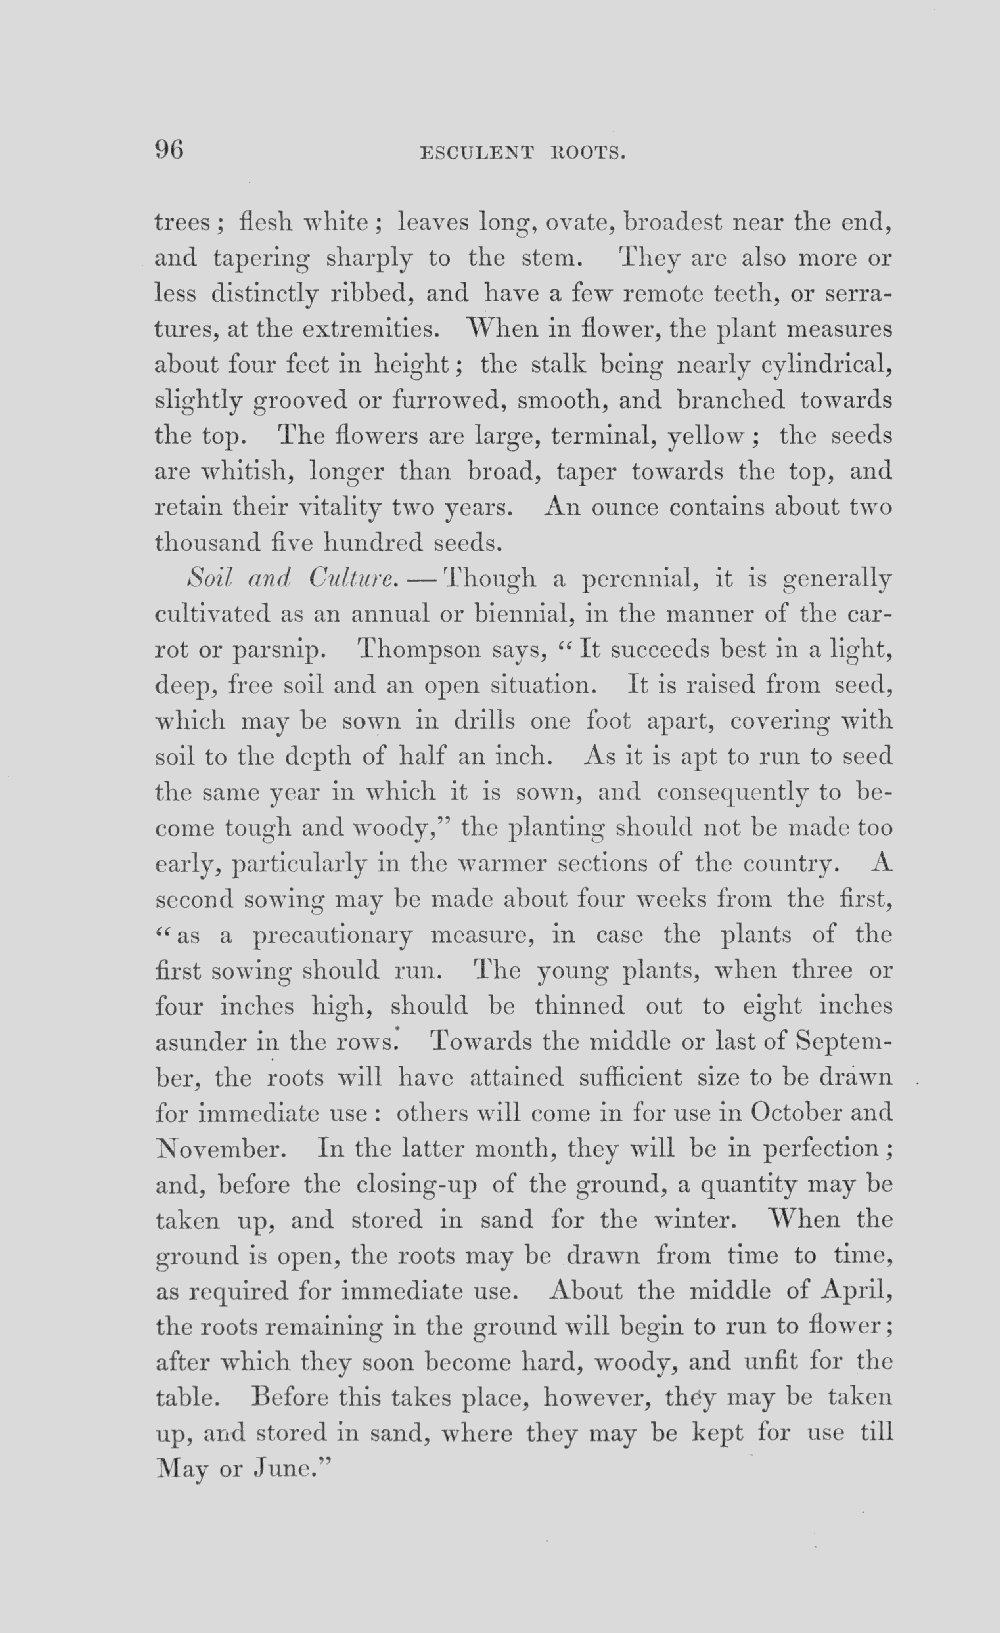 96
ESCULENT ROOTS.
trees; flesh white; leaves long, ovate, broadest near the end,
and tapering sharply to the stem. They are also more or
less distinctly ribbed, and have a few remote teeth, or serra-
tures, at the extremities. When in flower, the plant measures
about four feet in height; the stalk being nearly cylindrical,
slightly grooved or furrowed, smooth, and branched towards
the top. The flowers are large, terminal, yellow; the seeds
are whitish, longer than broad, taper towards the top, and
retain their vitality two years. An ounce contains about two
thousand five hundred seeds.
Soil and Culture. — Though a perennial, it is generally
cultivated as an annual or biennial, in the manner of the car-
rot or parsnip. Thompson says, "It succeeds best in a light,
deep, free soil and an open situation. It is raised from seed,
which may be sown in drills one foot apart, covering with
soil to the depth of half an inch. As it is apt to run to seed
the same year in which it is sown, and consequently to be-
come tough and woody," the planting should not be made too
early, particularly in the warmer sections of the country. A
second sowing may be made about four weeks from the first,
"as a precautionary measure, in case the plants of the
first sowing should run. The young plants, when three or
four inches high, should be thinned out to eight inches
asunder in the rows. Towards the middle or last of Septem-
ber, the roots will have attained sufficient size to be drawn
for immediate use: others will come in for use in October and
November. In the latter month, they will be in perfection;
and, before the closing-up of the ground, a quantity may be
taken up, and stored in sand for the winter. When the
ground is open, the roots may be drawn from time to time,
as required for immediate use. About the middle of April,
the roots remaining in the ground will begin to run to flower;
after which they soon become hard, woody, and unfit for the
table. Before this takes place, however, they may be taken
up, and stored in sand, where they may be kept for use till
May or June."